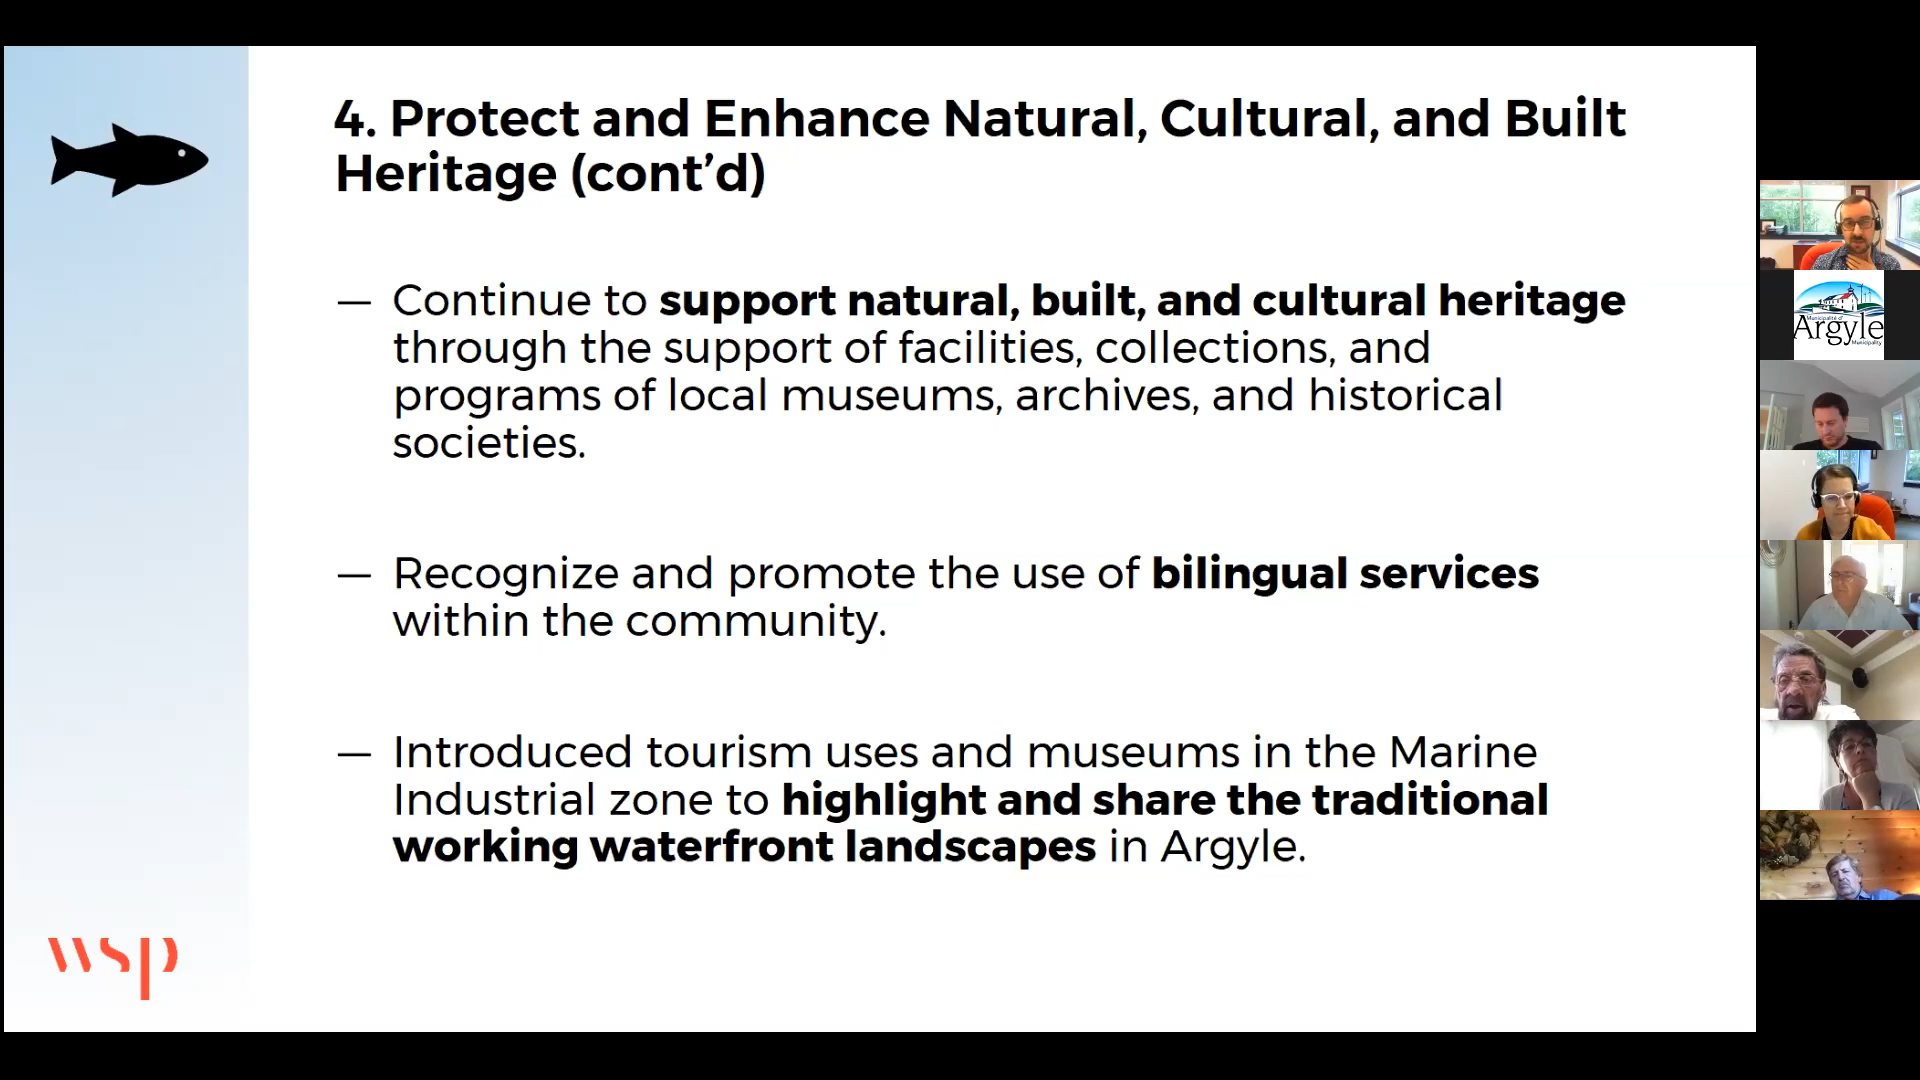 4. Protect and Enhance Natural, Cultural, and Built
Heritage (cont’d)
— Continue to support natural, built, and cultural heritage
through the support of facilities, collections, and
programs of local museums, archives, and historical
societies.
— Recognize and promote the use of bilingual services
within the community.
— Introduced tourism uses and museums in the Marine
Industrial zone to highlight and share the traditional
working waterfront landscapes in Argyle.
wsp
Municipalité d'
Argyle
Municipality